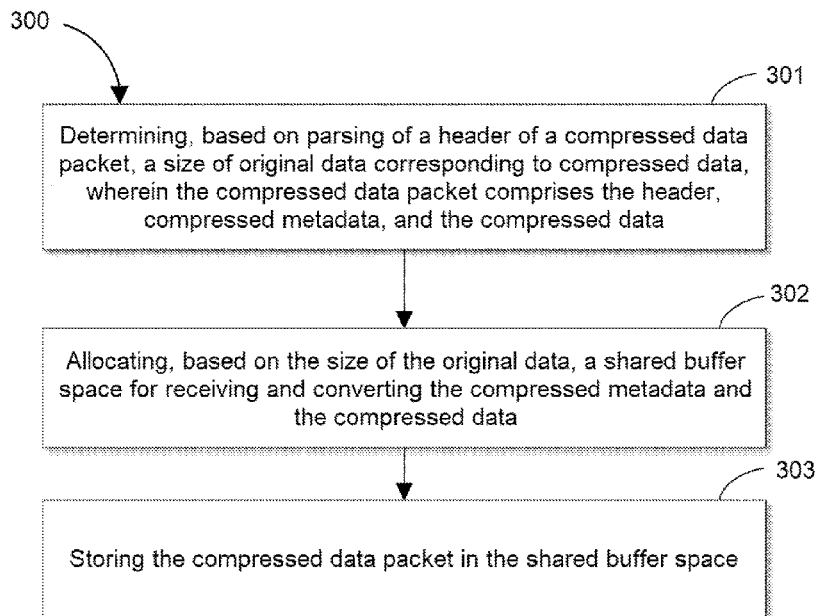 300
301
Determining, based on parsing of a header of a compressed data
packet, a size of original data corresponding to compressed data,
wherein the compressed data packet comprises the header,
compressed metadata, and the compressed data
302
Allocating, based on the size of the original data, a shared buffer
space for receiving and converting the compressed metadata and
the compressed data
303
Storing the compressed data packet in the shared buffer space